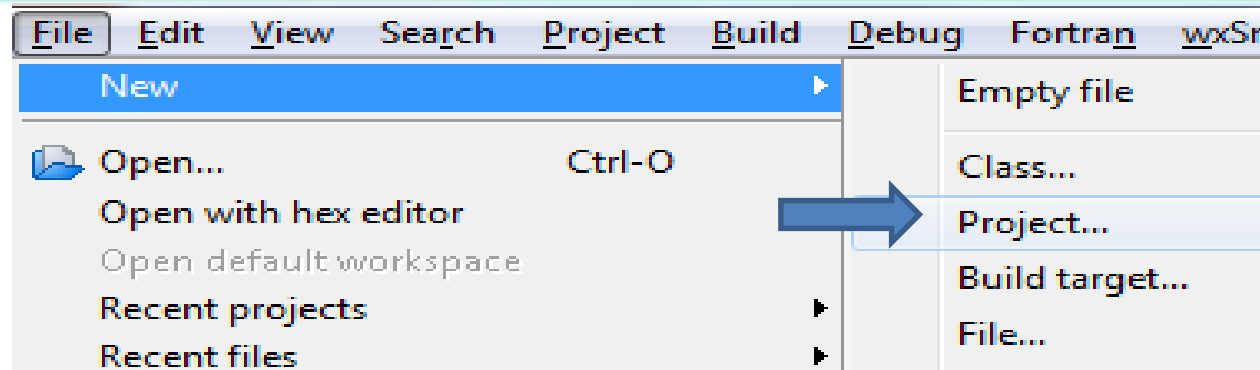 File Edit View Search Project Build Debug Fortran wxSm
New
Open... Ctrl-O
Open with hex editor
Open default workspace
Recent projects
Recent files
Empty file
Class...
Project...
Build target...
File...